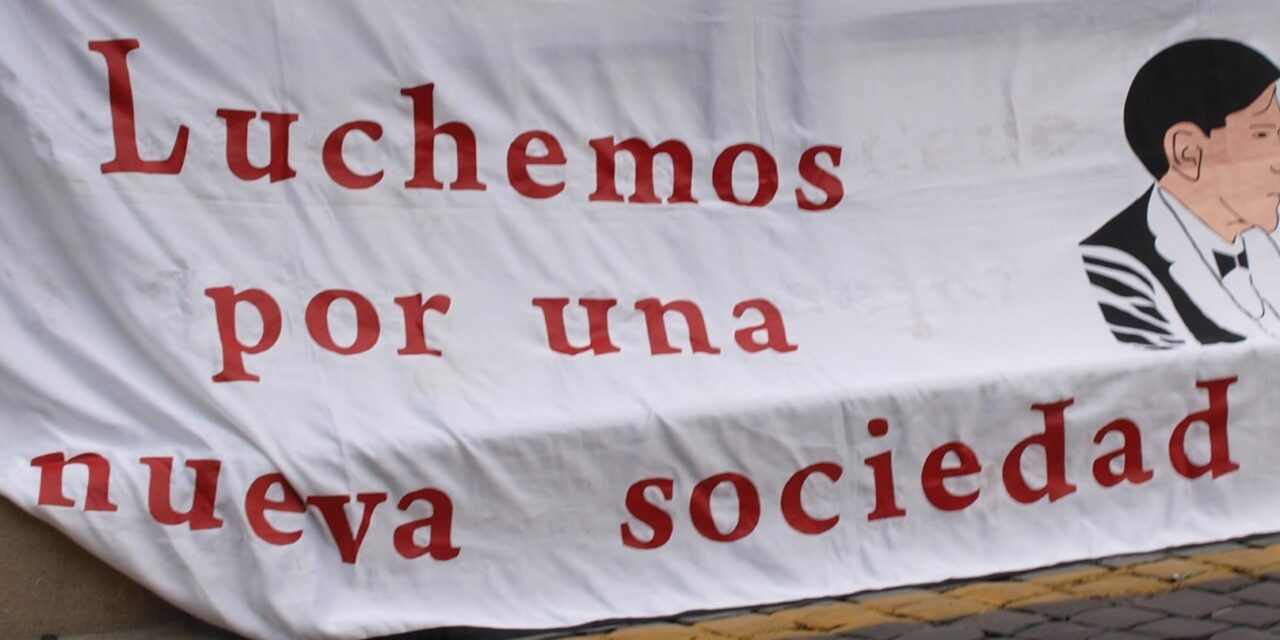 Luchemos
por una
nueva sociedad